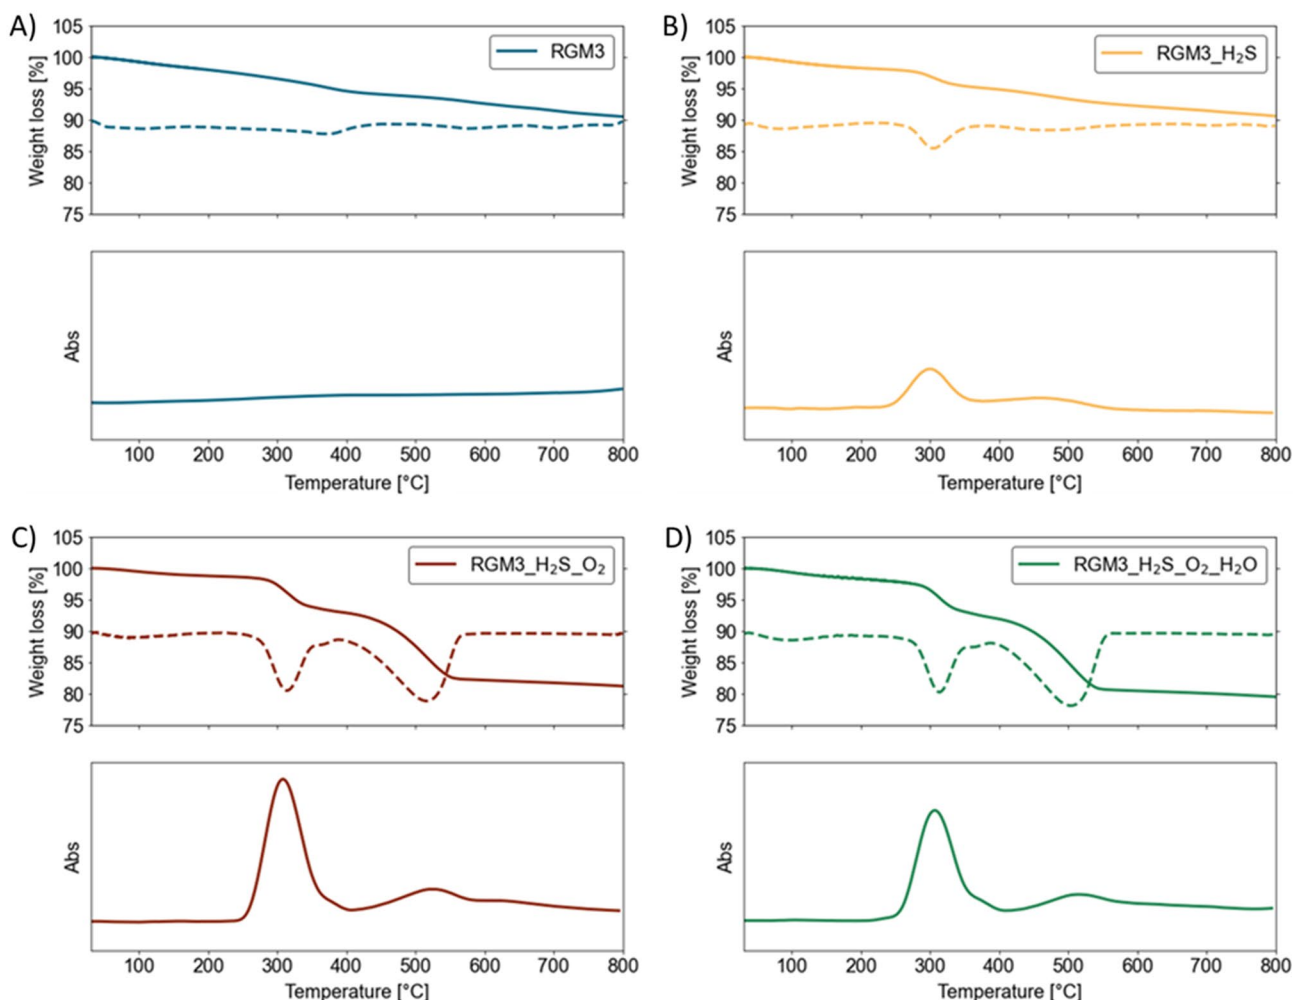 A)
105
100
95
90
85
80
75
Weight loss [%]
RGM3
Abs
100 200 300 400 500 600 700 800
Temperature [°C]
B)
105
100
95
90
85
80
75
Weight loss [%]
RGM3_H₂S
Abs
100 200 300 400 500 600 700 800
Temperature [°C]
C)
105
100
95
90
85
80
75
Weight loss [%]
RGM3_H₂S_O₂
Abs
100 200 300 400 500 600 700 800
Temperature [°C]
D)
105
100
95
90
85
80
75
Weight loss [%]
RGM3_H₂S_O₂_H₂O
Abs
100 200 300 400 500 600 700 800
Temperature [°C]